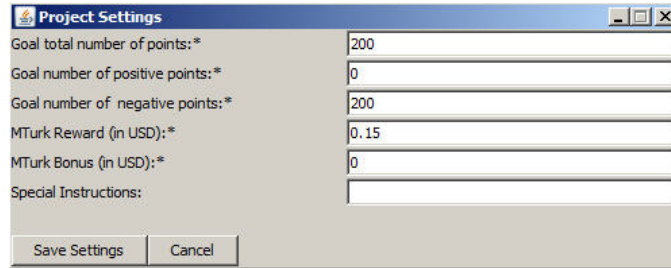 Project Settings
Goal total number of points:* 200
Goal number of positive points:* 0
Goal number of negative points:* 200
MTurk Reward (in USD):* 0.15
MTurk Bonus (in USD):* 0
Special Instructions:
Save Settings Cancel